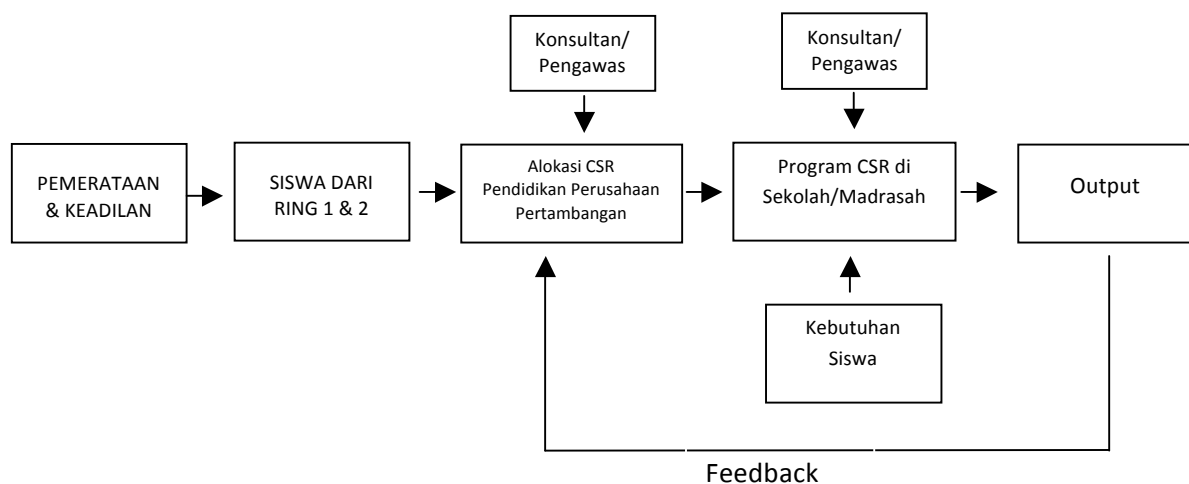 Konsultan/
Pengawas
Konsultan/
Pengawas
PEMERATAAN
& KEADILAN
SISWA DARI
RING 1 & 2
Alokasi CSR
Pendidikan Perusahaan
Pertambangan
Program CSR di
Sekolah/Madrasah
Output
Kebutuhan
Siswa
Feedback